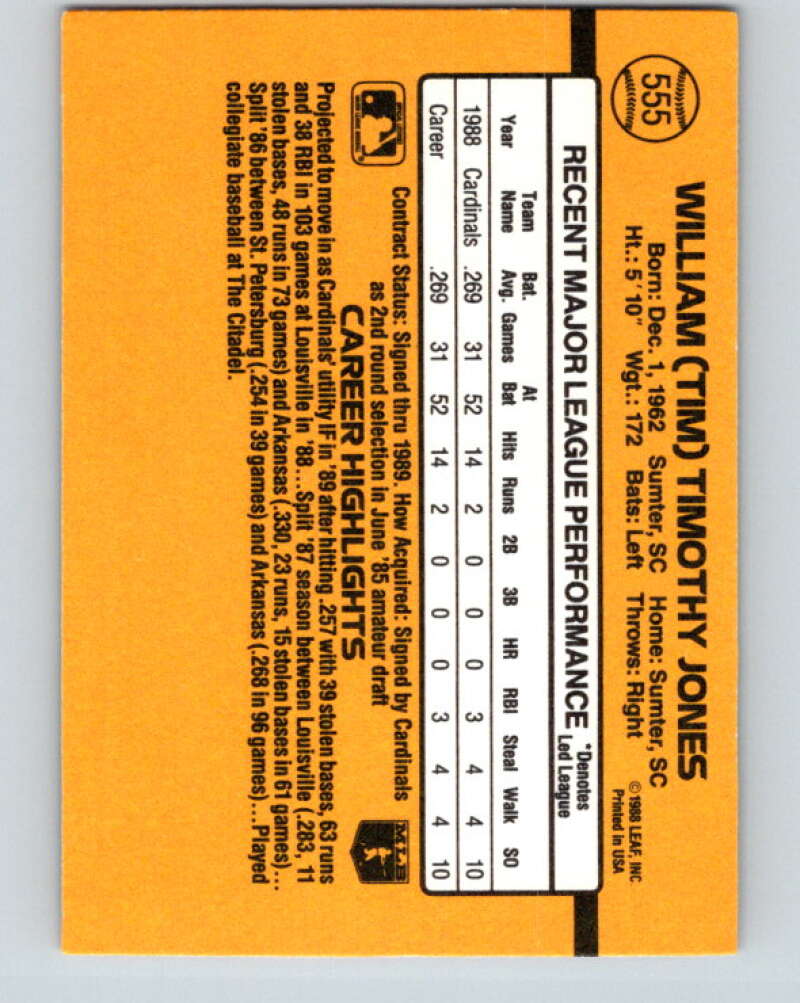 555
WILLIAM (TIM) TIMOTHY JONES
Born: Dec. 1, 1962 Sumter, SC Home: Sumter, SC
Ht.: 5'10" Wgt.: 172 Bats: Left Throws: Right
© 1988 LEAF, INC.
Printed in USA
RECENT MAJOR LEAGUE PERFORMANCE
*Denotes
Led League
Year Team Name Bat. Avg. Games At Bat Hits Runs 2B 3B HR RBI Steal Walk SO
1988 Cardinals .269 31 52 14 2 0 0 0 3 4 4 10
Career .269 31 52 14 2 0 0 0 3 4 4 10
Contract Status: Signed thru 1989. How Acquired: Signed by Cardinals
as 2nd round selection in June '85 amateur draft
MLB
CAREER HIGHLIGHTS
Projected to move in as Cardinals' utility IF in '89 after hitting .257 with 39 stolen bases, 63 runs
and 38 RBI in 103 games at Louisville in '88...Split '87 season between Louisville (.283, 11
stolen bases, 48 runs in 73 games) and Arkansas (.330, 23 runs, 15 stolen bases in 61 games)...
Split '86 between St. Petersburg (.254 in 39 games) and Arkansas (.268 in 96 games)...Played
collegiate baseball at The Citadel.